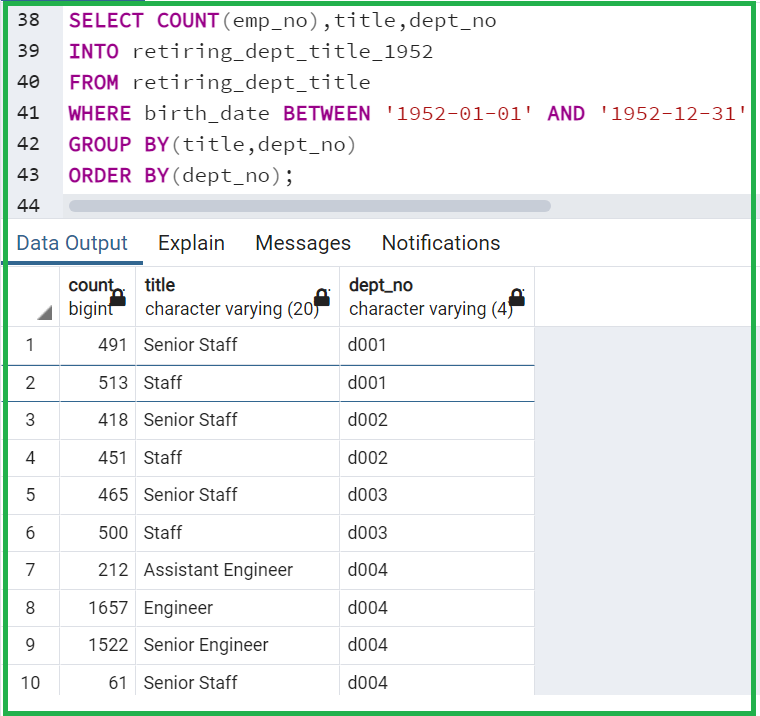 38 SELECT COUNT(emp_no),title,dept_no
39 INTO retiring_dept_title_1952
40 FROM retiring_dept_title
41 WHERE birth_date BETWEEN '1952-01-01' AND '1952-12-31'
42 GROUP BY(title,dept_no)
43 ORDER BY(dept_no);
44
Data Output Explain Messages Notifications
count title dept_no
bigint character varying (20) character varying (4)
1 491 Senior Staff d001
2 513 Staff d001
3 418 Senior Staff d002
4 451 Staff d002
5 465 Senior Staff d003
6 500 Staff d003
7 212 Assistant Engineer d004
8 1657 Engineer d004
9 1522 Senior Engineer d004
10 61 Senior Staff d004